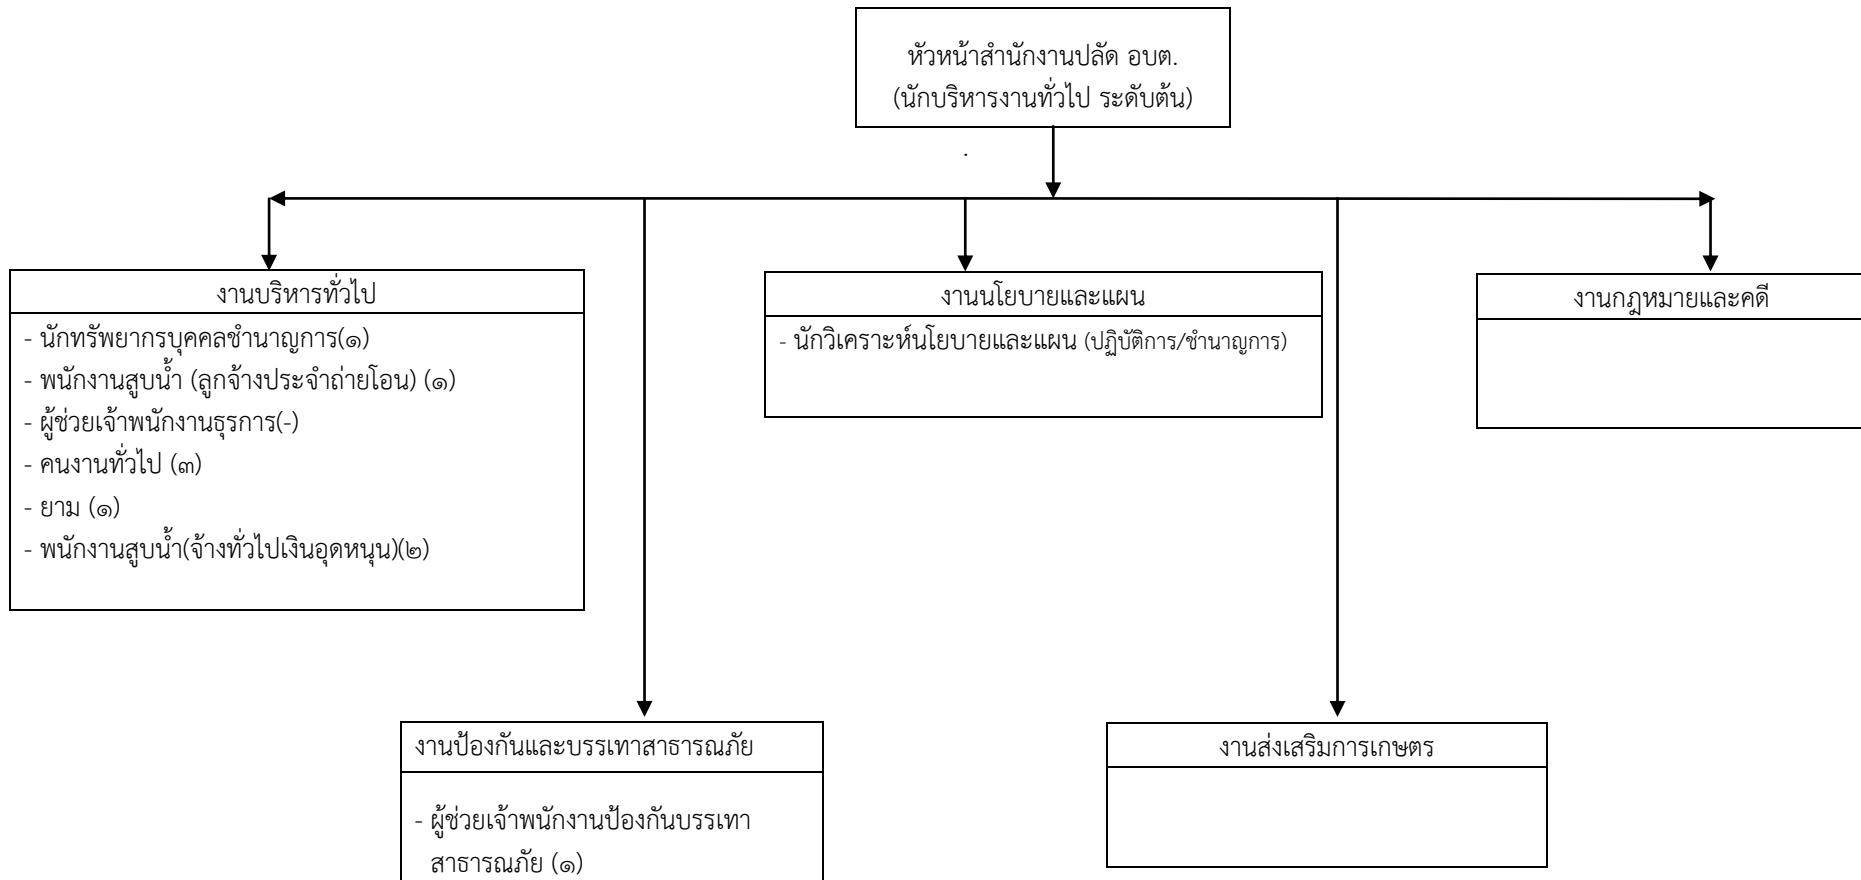 หัวหน้าสำนักงานปลัด อบต.
(นักบริหารงานทั่วไป ระดับต้น)
.
งานบริหารทั่วไป
- นักทรัพยากรบุคคลชำนาญการ(๑)
- พนักงานสูบน้ำ (ลูกจ้างประจำถ่ายโอน) (๑)
- ผู้ช่วยเจ้าพนักงานธุรการ(-)
- คนงานทั่วไป (๓)
- ยาม (๑)
- พนักงานสูบน้ำ(จ้างทั่วไปเงินอุดหนุน)(๒)
งานนโยบายและแผน
- นักวิเคราะห์นโยบายและแผน (ปฏิบัติการ/ชำนาญการ)
งานกฎหมายและคดี
งานป้องกันและบรรเทาสาธารณภัย
- ผู้ช่วยเจ้าพนักงานป้องกันบรรเทา
สาธารณภัย (๑)
งานส่งเสริมการเกษตร